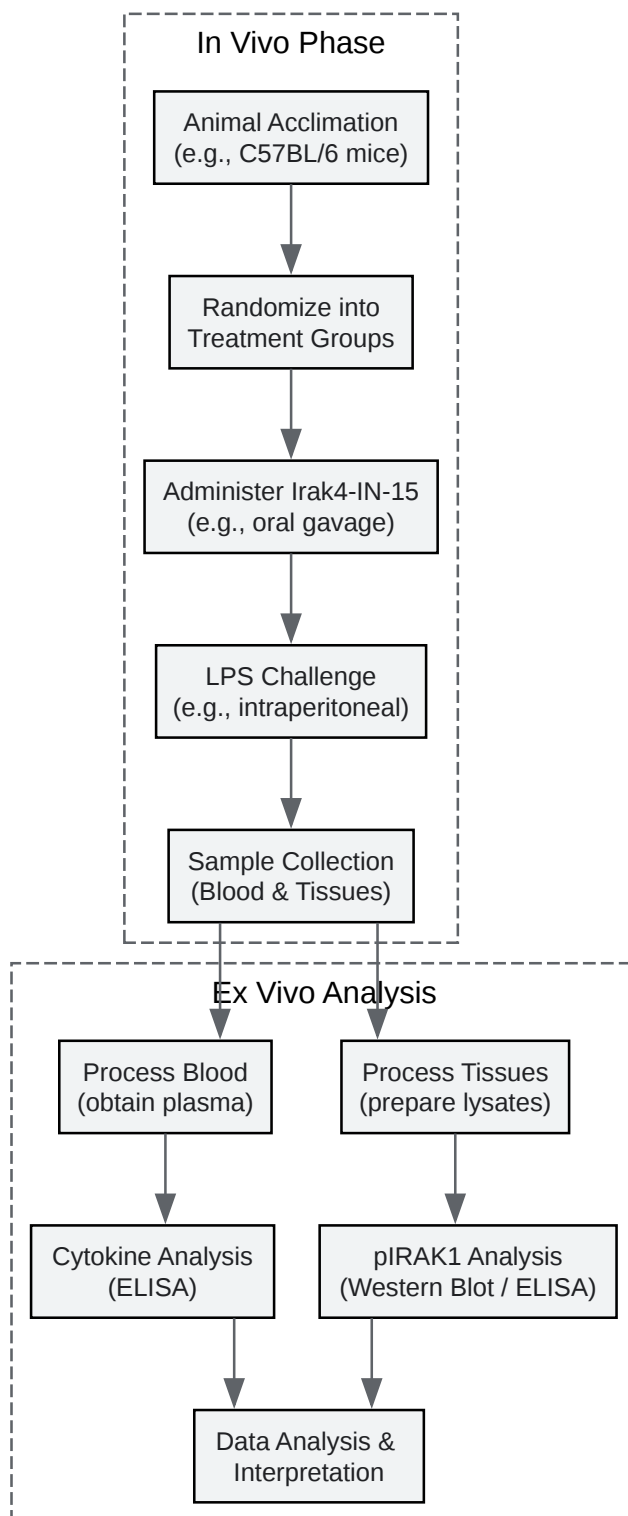 In Vivo Phase
Animal Acclimation
(e.g., C57BL/6 mice)
Randomize into
Treatment Groups
Administer Irak4-IN-15
(e.g., oral gavage)
LPS Challenge
(e.g., intraperitoneal)
Sample Collection
(Blood & Tissues)
Ex Vivo Analysis
Process Blood
(obtain plasma)
Process Tissues
(prepare lysates)
Cytokine Analysis
(ELISA)
pIRAK1 Analysis
(Western Blot / ELISA)
Data Analysis &
Interpretation